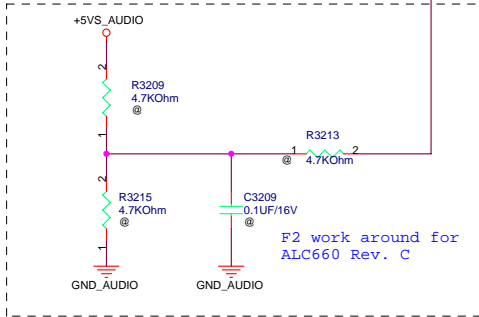 +5VS_AUDIO
2
R3209
4.7KOhm
@
1
R3213
1 2
@ 4.7KOhm
2
R3215
4.7KOhm
@
1
C3209
0.1UF/16V
@
F2 work around for
ALC660 Rev. C
GND_AUDIO GND_AUDIO